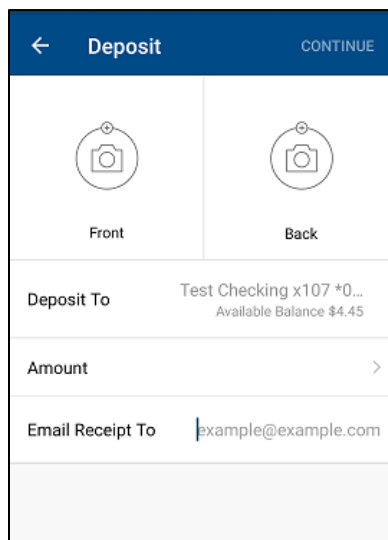 Deposit CONTINUE
Front Back
Deposit To Test Checking x107 *0...
Available Balance $4.45
Amount
Email Receipt To example@example.com